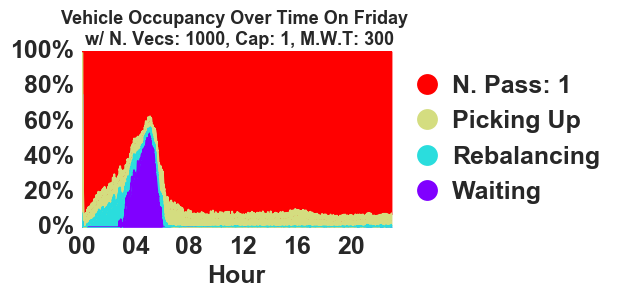 Vehicle Occupancy Over Time On Friday
w/ N. Vecs: 1000, Cap: 1, M.W.T: 300
100%
80%
60%
40%
20%
0%
00 04 08 12 16 20
Hour
N. Pass: 1
Picking Up
Rebalancing
Waiting